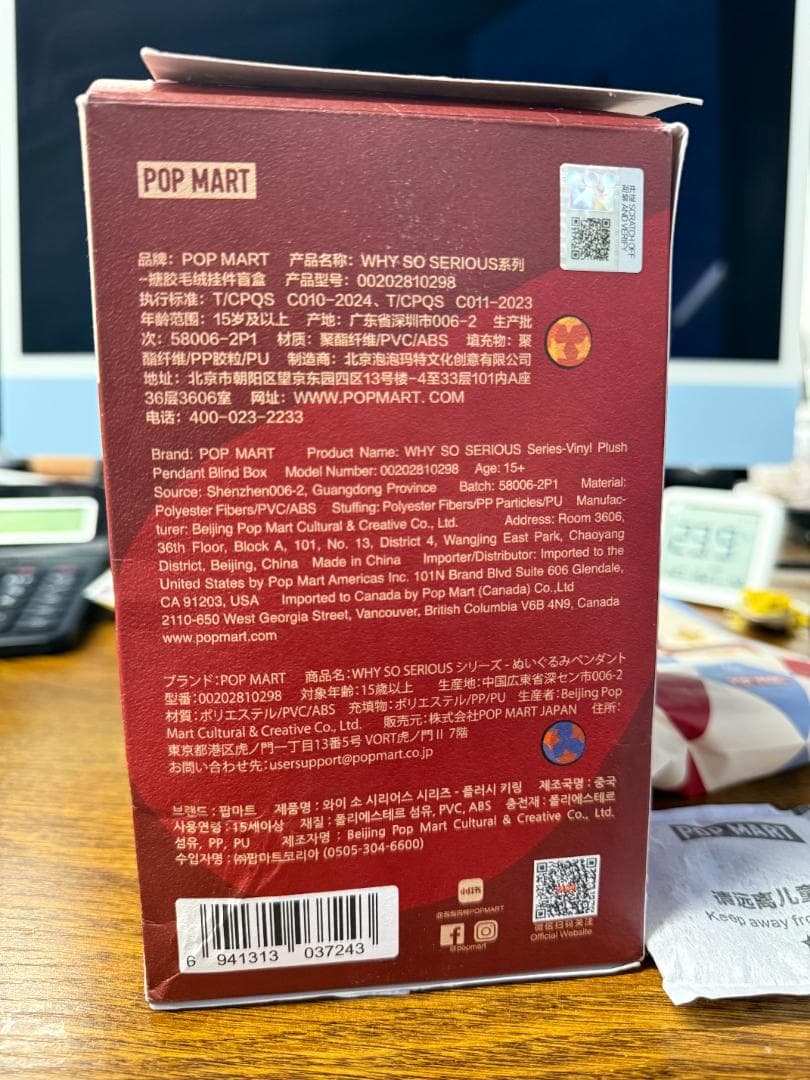 POP MART
SCRATCH OFF
AND VERIFY
品牌：POP MART 产品名称：WHY SO SERIOUS系列
-搪胶毛绒挂件盲盒 产品型号：00202810298
执行标准：T/CPQS C010-2024、T/CPQS C011-2023
年龄范围：15岁及以上 产地：广东省深圳市006-2 生产批
次：58006-2P1 材质：聚酯纤维/PVC/ABS 填充物：聚
酯纤维/PP胶粒/PU 制造商：北京泡泡玛特文化创意有限公司
地址：北京市朝阳区望京东园四区13号楼-4至33层101内A座
36层3606室 网址：WWW.POPMART.COM
电话：400-023-2233
Brand: POP MART Product Name: WHY SO SERIOUS Series-Vinyl Plush
Pendant Blind Box Model Number: 00202810298 Age: 15+
Source: Shenzhen006-2, Guangdong Province Batch: 58006-2P1 Material:
Polyester Fibers/PVC/ABS Stuffing: Polyester Fibers/PP Particles/PU Manufac-
turer: Beijing Pop Mart Cultural & Creative Co., Ltd. Address: Room 3606,
36th Floor, Block A, 101, No. 13, District 4, Wangjing East Park, Chaoyang
District, Beijing, China Made in China Importer/Distributor: Imported to the
United States by Pop Mart Americas Inc. 101N Brand Blvd Suite 606 Glendale,
CA 91203, USA Imported to Canada by Pop Mart (Canada) Co.,Ltd
2110-650 West Georgia Street, Vancouver, British Columbia V6B 4N9, Canada
www.popmart.com
ブランド：POP MART 商品名：WHY SO SERIOUS シリーズ - ぬいぐるみペンダント
型番：00202810298 対象年齢：15歳以上 生産地：中国広東省深セン市006-2
材質：ポリエステル/PVC/ABS 充填物：ポリエステル/PP/PU 生産者：Beijing Pop
Mart Cultural & Creative Co., Ltd. 販売元：株式会社POP MART JAPAN 住所：
東京都港区虎ノ門一丁目13番5号 VORT虎ノ門Ⅱ 7階
お問い合わせ先：usersupport@popmart.co.jp
브랜드 : 팝마트 제품명 : 와이 소 시리어스 시리즈 - 플러시 키링 제조국명 : 중국
사용연령 : 15세이상 재질 : 폴리에스테르 섬유, PVC, ABS 충전재 : 폴리에스테르
섬유, PP, PU 제조자명 : Beijing Pop Mart Cultural & Creative Co., Ltd.
수입자명 : ㈜팝마트코리아 (0505-304-6600)
6 941313 037243
小红书
@泡泡玛特POPMART
@popmart
微信扫码关注
Official Website
239
POP MART
请远离儿童
Keep away fro